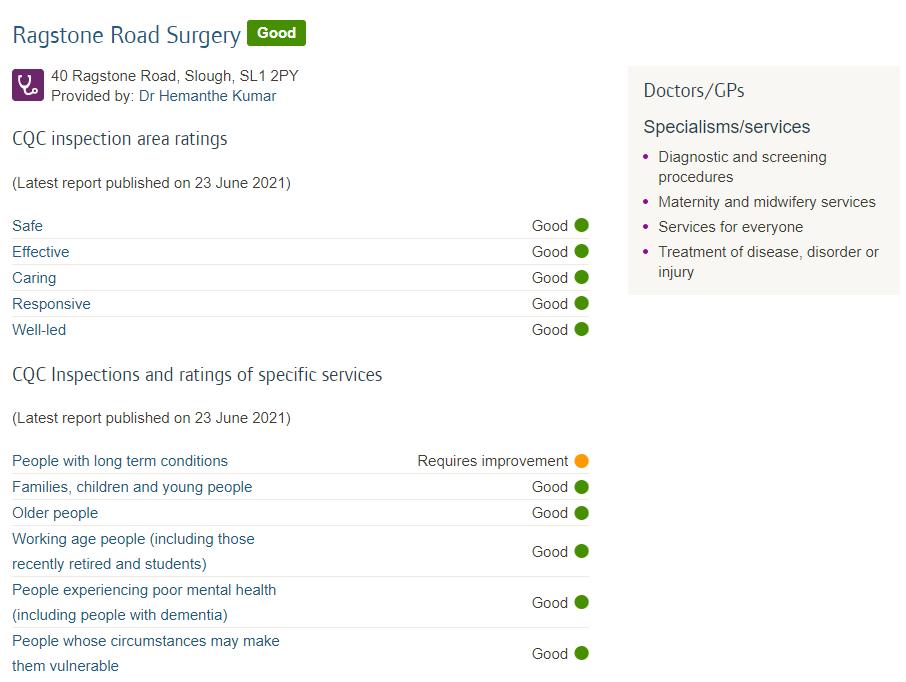 Ragstone Road Surgery Good
40 Ragstone Road, Slough, SL1 2PY
Provided by: Dr Hemanthe Kumar
CQC inspection area ratings
(Latest report published on 23 June 2021)
Safe Good
Effective Good
Caring Good
Responsive Good
Well-led Good
CQC Inspections and ratings of specific services
(Latest report published on 23 June 2021)
People with long term conditions Requires improvement
Families, children and young people Good
Older people Good
Working age people (including those
recently retired and students) Good
People experiencing poor mental health
(including people with dementia) Good
People whose circumstances may make
them vulnerable Good
Doctors/GPs
Specialisms/services
• Diagnostic and screening
procedures
• Maternity and midwifery services
• Services for everyone
• Treatment of disease, disorder or
injury